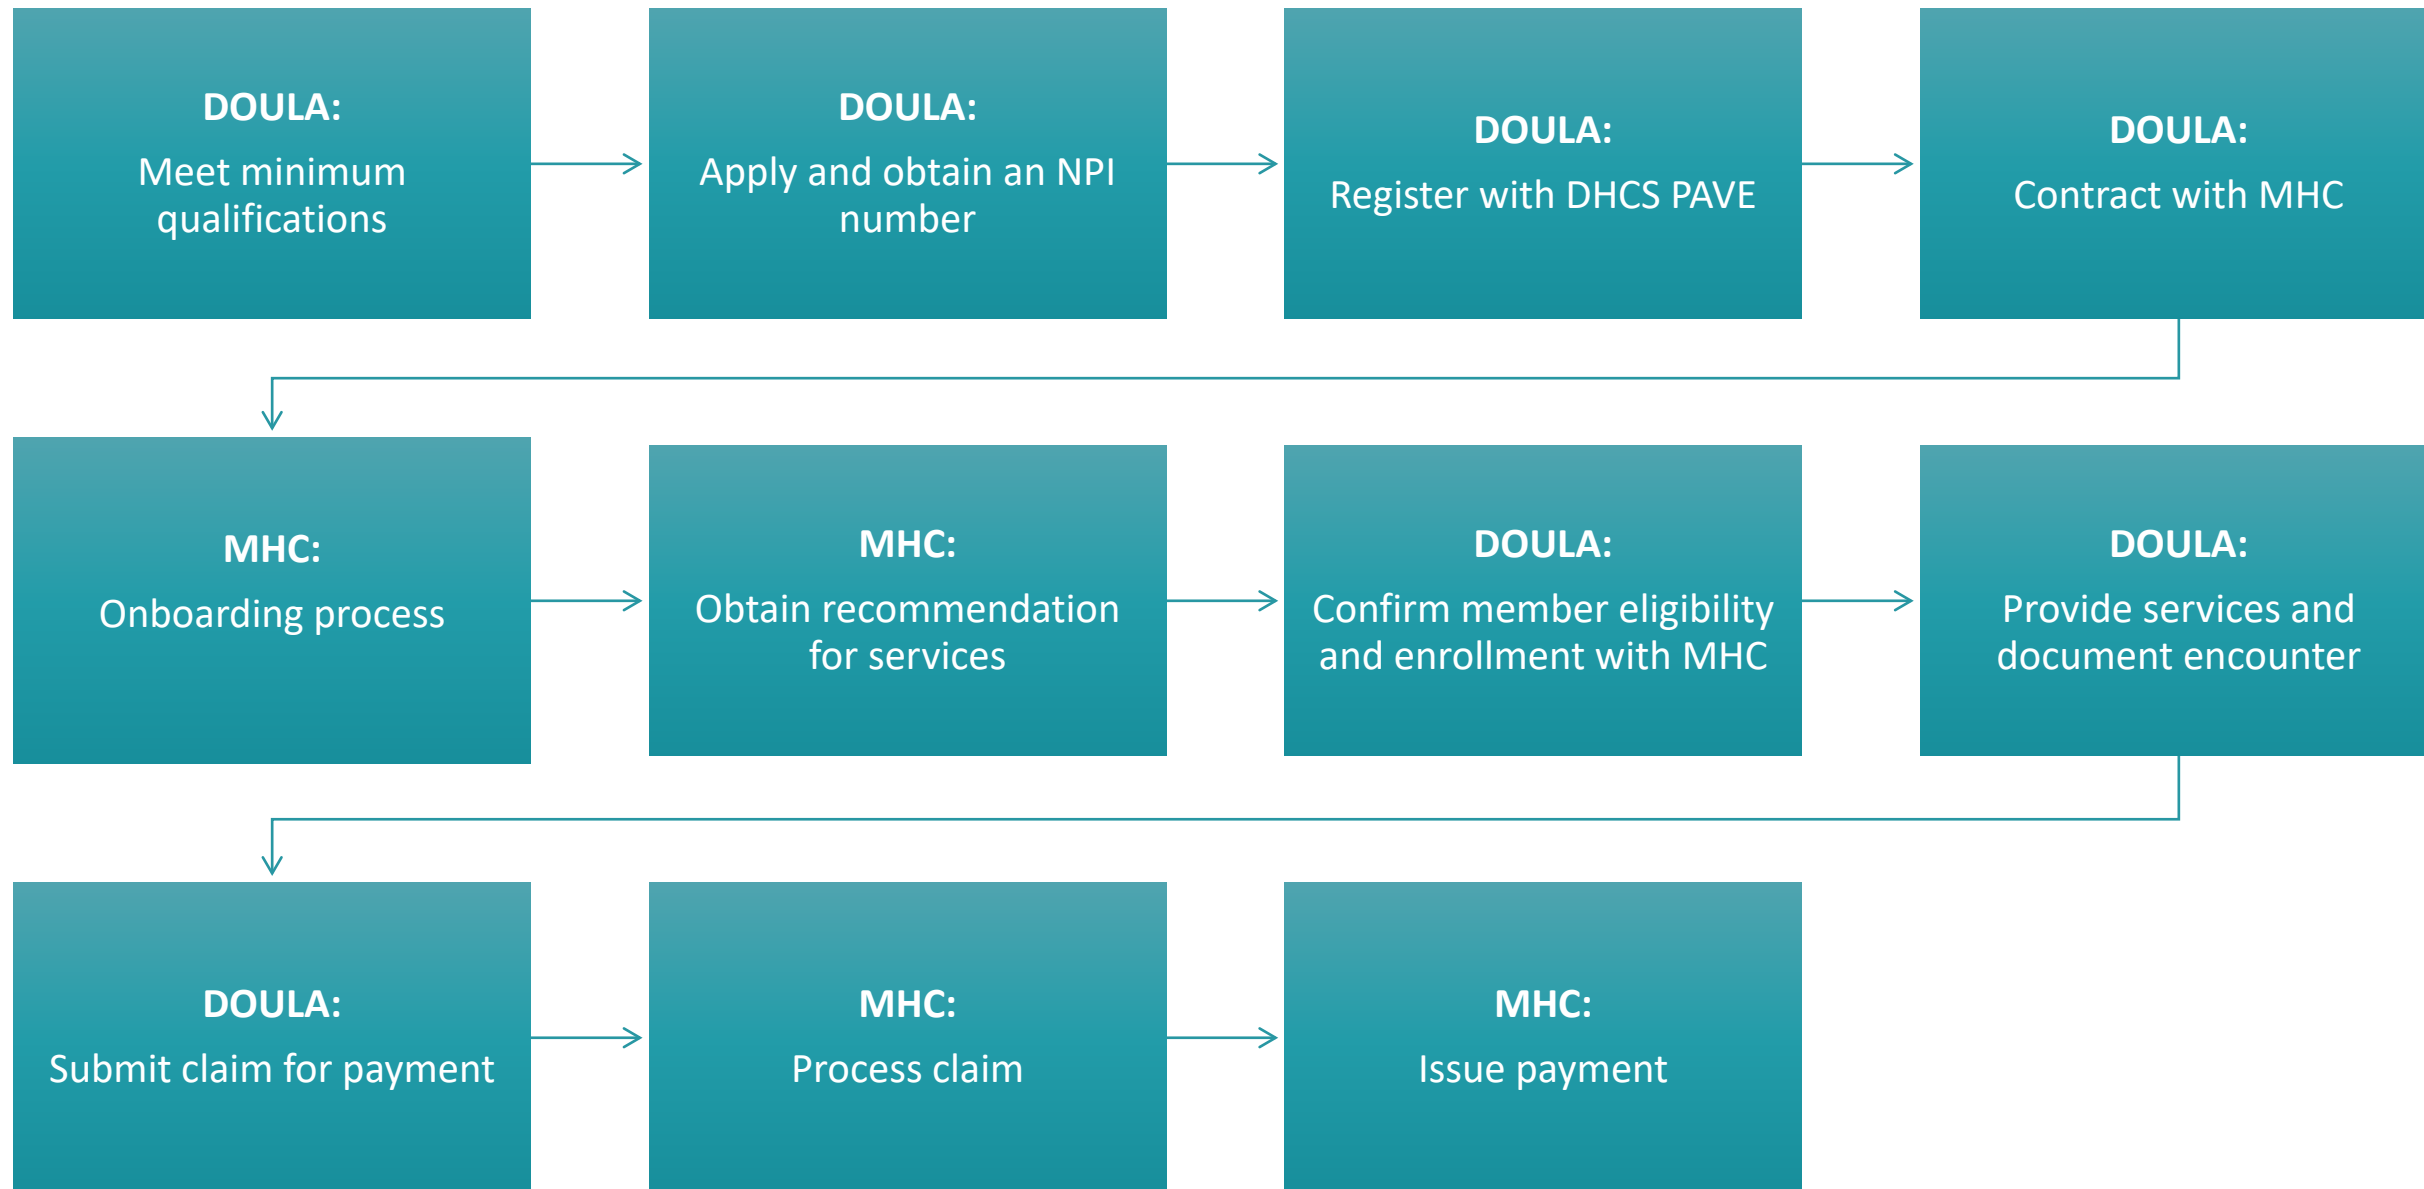 DOULA:
Meet minimum
qualifications
DOULA:
Apply and obtain an NPI
number
DOULA:
Register with DHCS PAVE
DOULA:
Contract with MHC
MHC:
Onboarding process
MHC:
Obtain recommendation
for services
DOULA:
Confirm member eligibility
and enrollment with MHC
DOULA:
Provide services and
document encounter
DOULA:
Submit claim for payment
MHC:
Process claim
MHC:
Issue payment